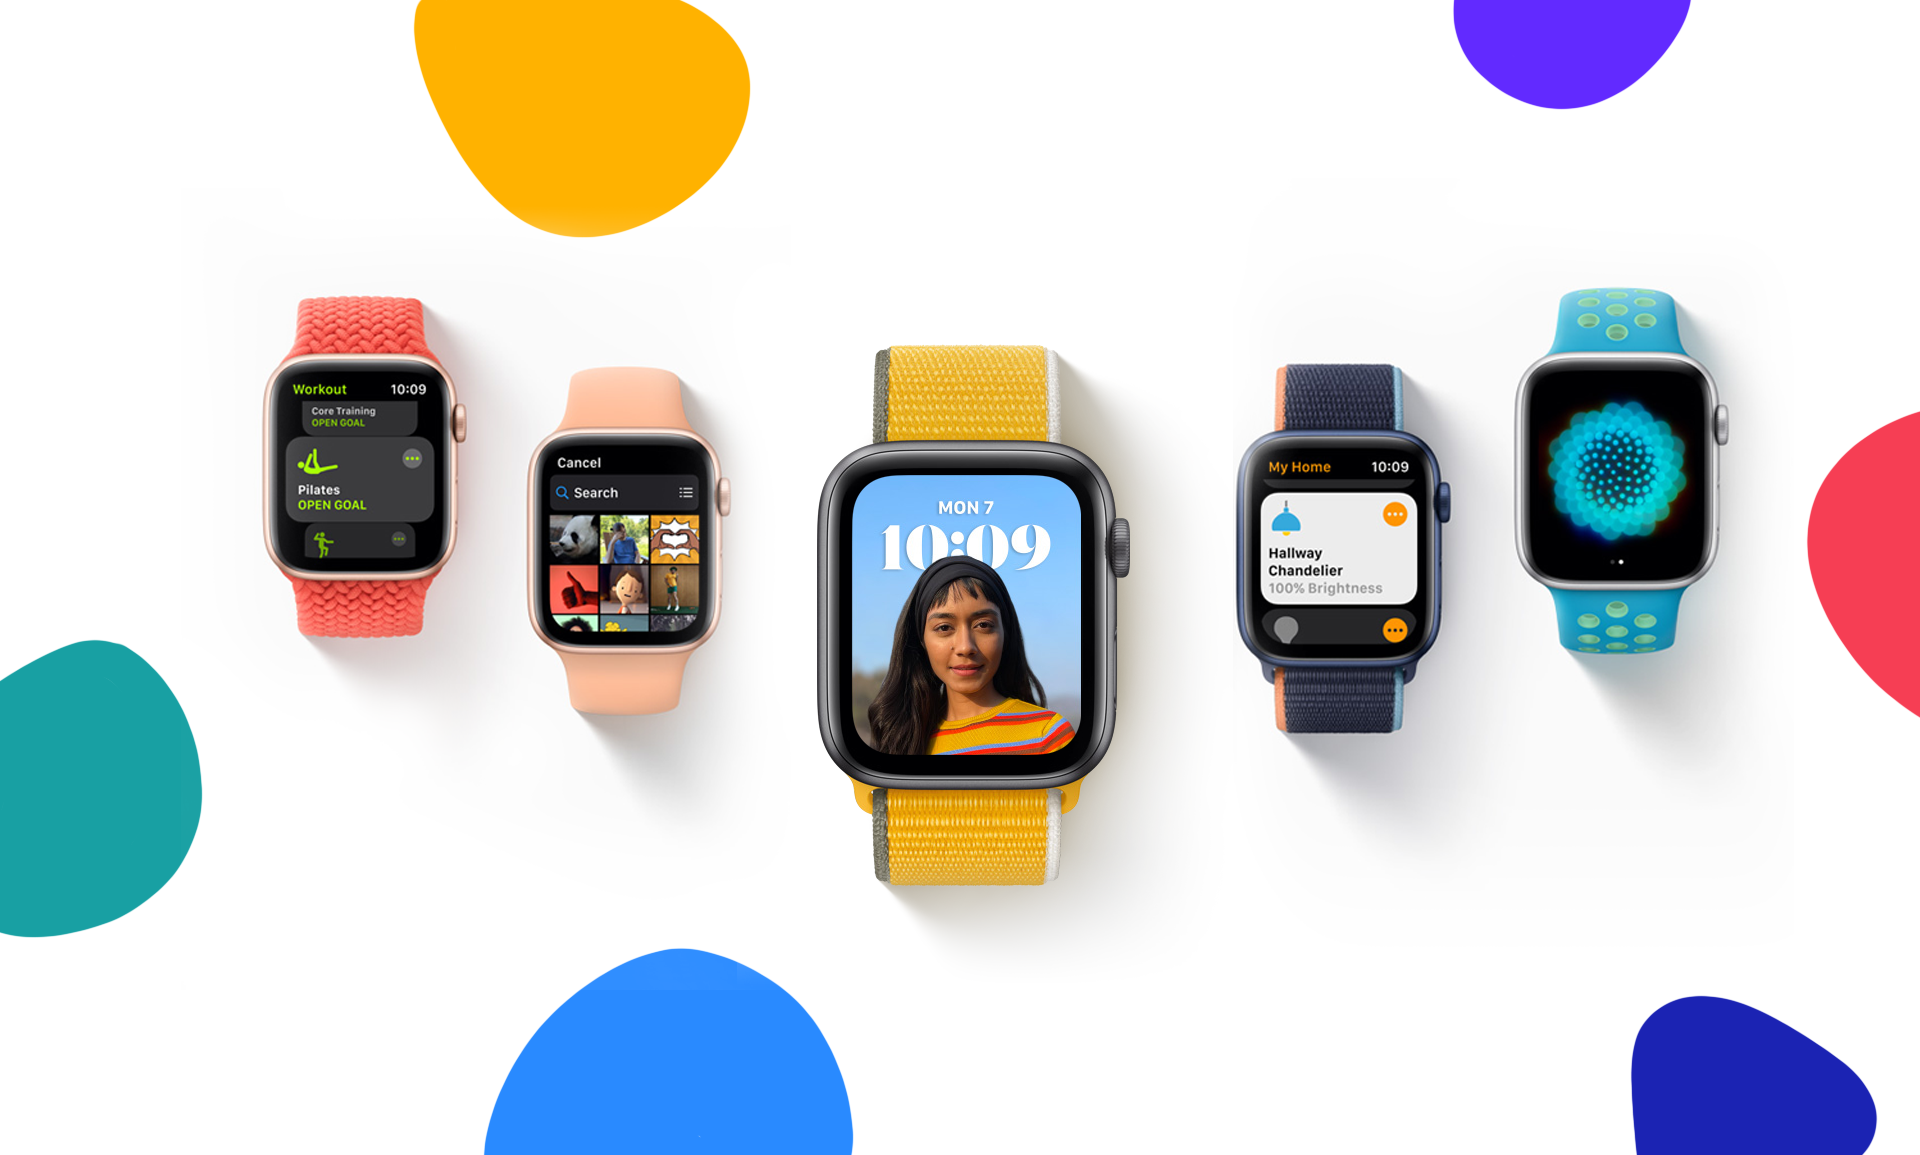 Workout 10:09
Core Training
OPEN GOAL
Pilates
OPEN GOAL
Cancel
Search
MON 7
10:09
My Home 10:09
Hallway
Chandelier
100% Brightness